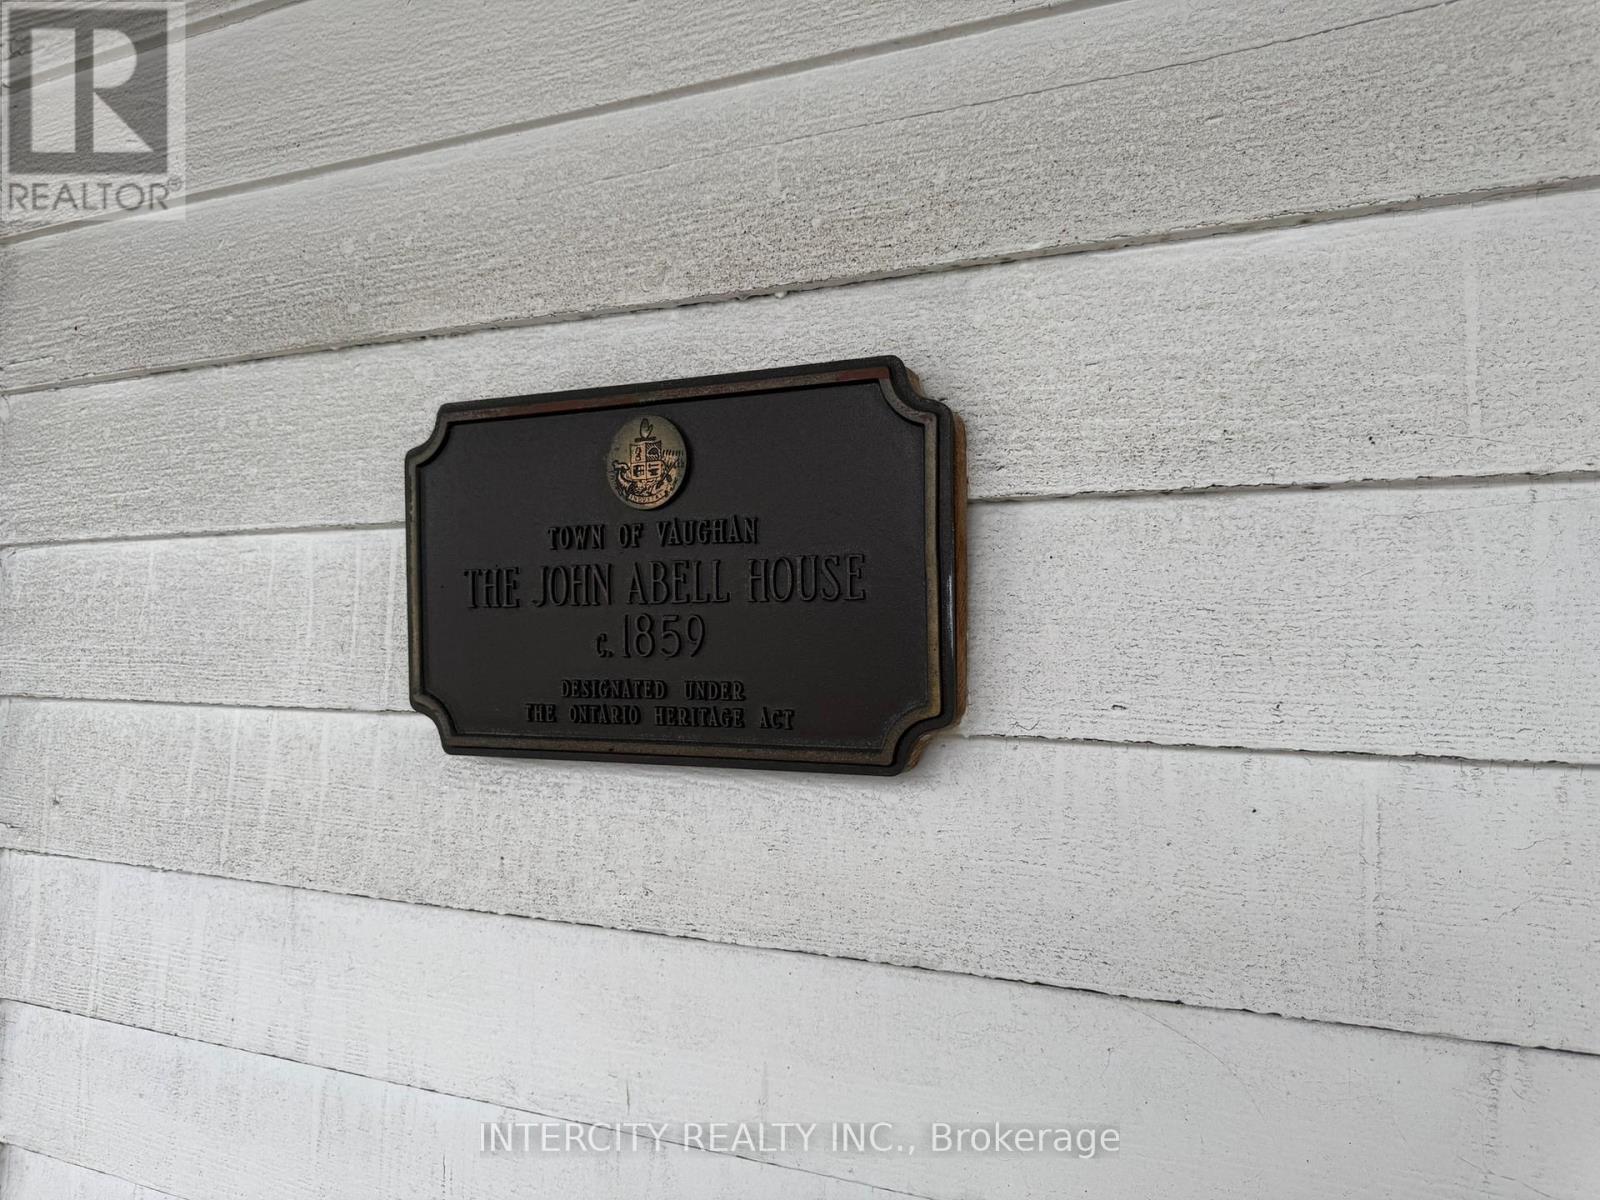 REALTOR®
TOWN OF VAUGHAN
THE JOHN ABELL HOUSE
c. 1859
DESIGNATED UNDER
THE ONTARIO HERITAGE ACT
INTERCITY REALTY INC., Brokerage